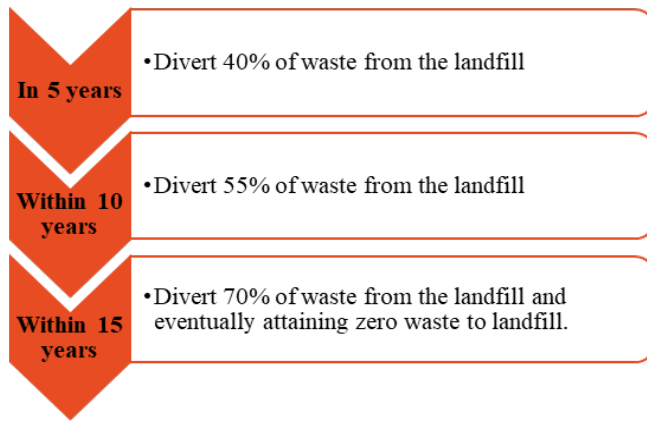 In 5 years
•Divert 40% of waste from the landfill
Within 10
years
•Divert 55% of waste from the landfill
Within 15
years
•Divert 70% of waste from the landfill and
eventually attaining zero waste to landfill.